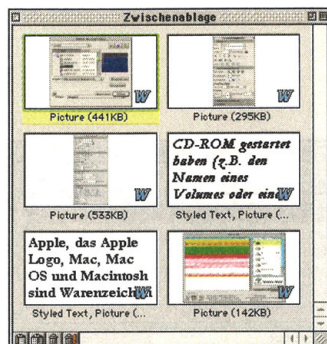 Zwischenablage
Picture (441KB)
Picture (295KB)
Picture (533KB)
CD-ROM gestartet
haben (z.B. den
Namen eines
Volumes oder eine
Styled Text, Picture (...
Apple, das Apple
Logo, Mac, Mac
OS und Macintosh
sind Warenzeichen
Styled Text, Picture (...
Picture (142KB)